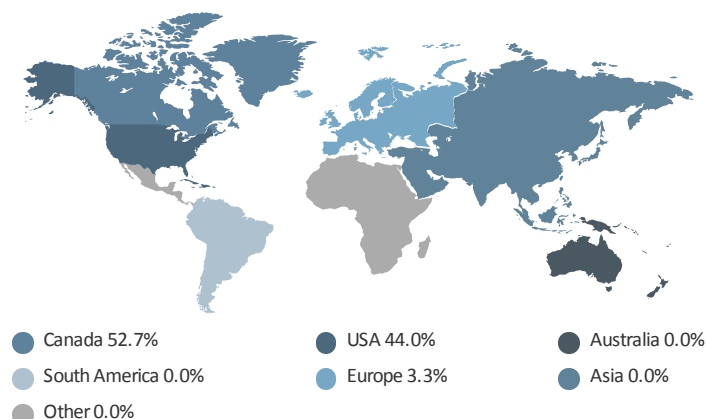 Canada 52.7%
USA 44.0%
Australia 0.0%
South America 0.0%
Europe 3.3%
Asia 0.0%
Other 0.0%